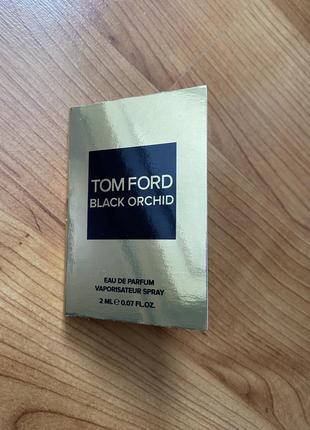 TOM FORD
BLACK ORCHID
EAU DE PARFUM
VAPORISATEUR SPRAY
2 ML ℮ 0.07 FL.OZ.